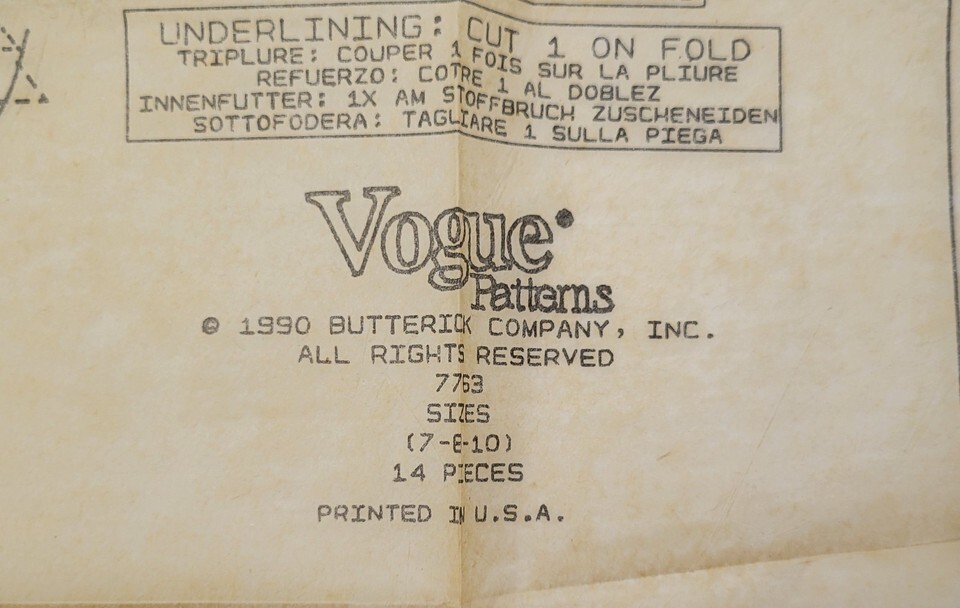 UNDERLINING: CUT 1 ON FOLD
TRIPLURE: COUPER 1 FOIS SUR LA PLIURE
REFUERZO: COTRE 1 AL DOBLEZ
INNENFUTTER: 1X AM STOFFBRUCH ZUSCHENEIDEN
SOTTOFODERA: TAGLIARE 1 SULLA PIEGA
Vogue
Patterns
© 1990 BUTTERICK COMPANY, INC.
ALL RIGHTS RESERVED
7763
SIZES
(7-8-10)
14 PIECES
PRINTED IN U.S.A.